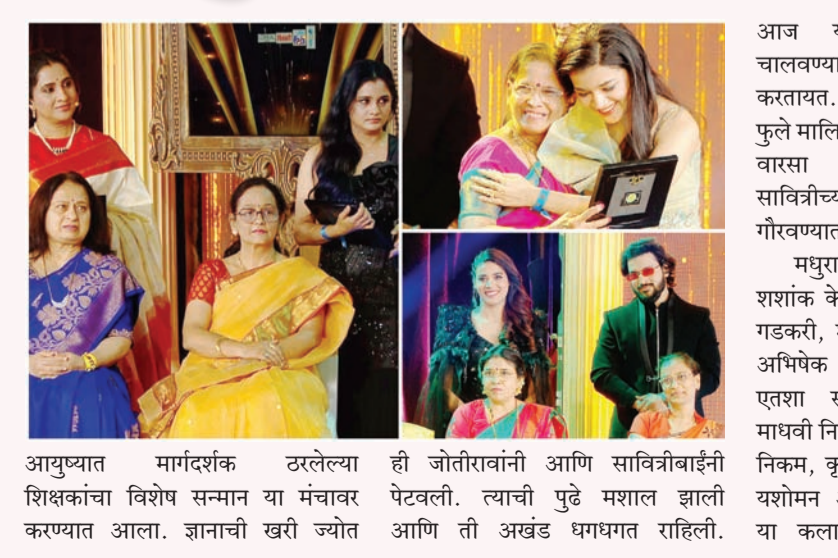 आयुष्यात मार्गदर्शक ठरलेल्या
शिक्षकांचा विशेष सन्मान या मंचावर
करण्यात आला. ज्ञानाची खरी ज्योत
ही जोतीरावांनी आणि सावित्रीबाईंनी
पेटवली. त्याची पुढे मशाल झाली
आणि ती अखंड धगधगत राहिली.
आज
चालवण्या
करतायत.
फुले मालि
वारसा
सावित्रीच्य
गौरवण्यात
मधुरा
शशांक के
गडकरी,
अभिषेक
एतशा स
माधवी नि
निकम, कृ
यशोमन
या कला